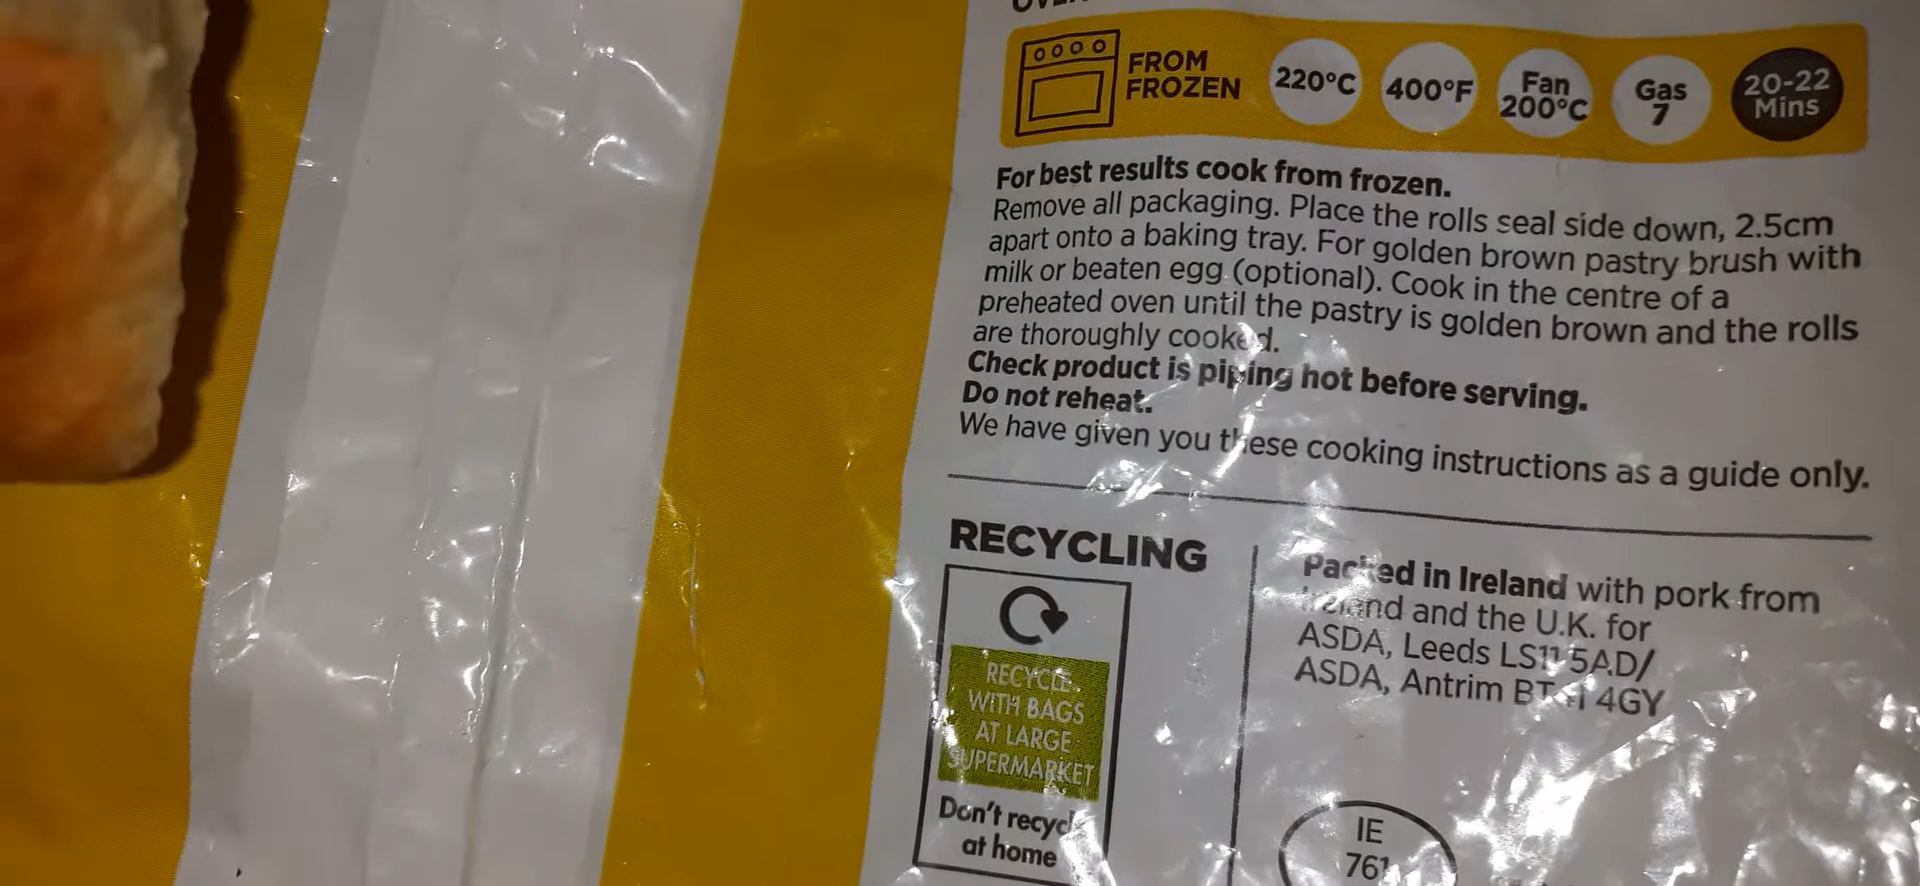 FROM
FROZEN
220°C
400°F
Fan
200°C
Gas
7
20-22
Mins
For best results cook from frozen.
Remove all packaging. Place the rolls seal side down, 2.5cm
apart onto a baking tray. For golden brown pastry brush with
milk or beaten egg (optional). Cook in the centre of a
preheated oven until the pastry is golden brown and the rolls
are thoroughly cooked.
Check product is piping hot before serving.
Do not reheat.
We have given you these cooking instructions as a guide only.
RECYCLING
RECYCLE
WITH BAGS
AT LARGE
SUPERMARKET
Don't recycle
at home
Packed in Ireland with pork from
Ireland and the U.K. for
ASDA, Leeds LS11 5AD/
ASDA, Antrim 4GY
IE
761